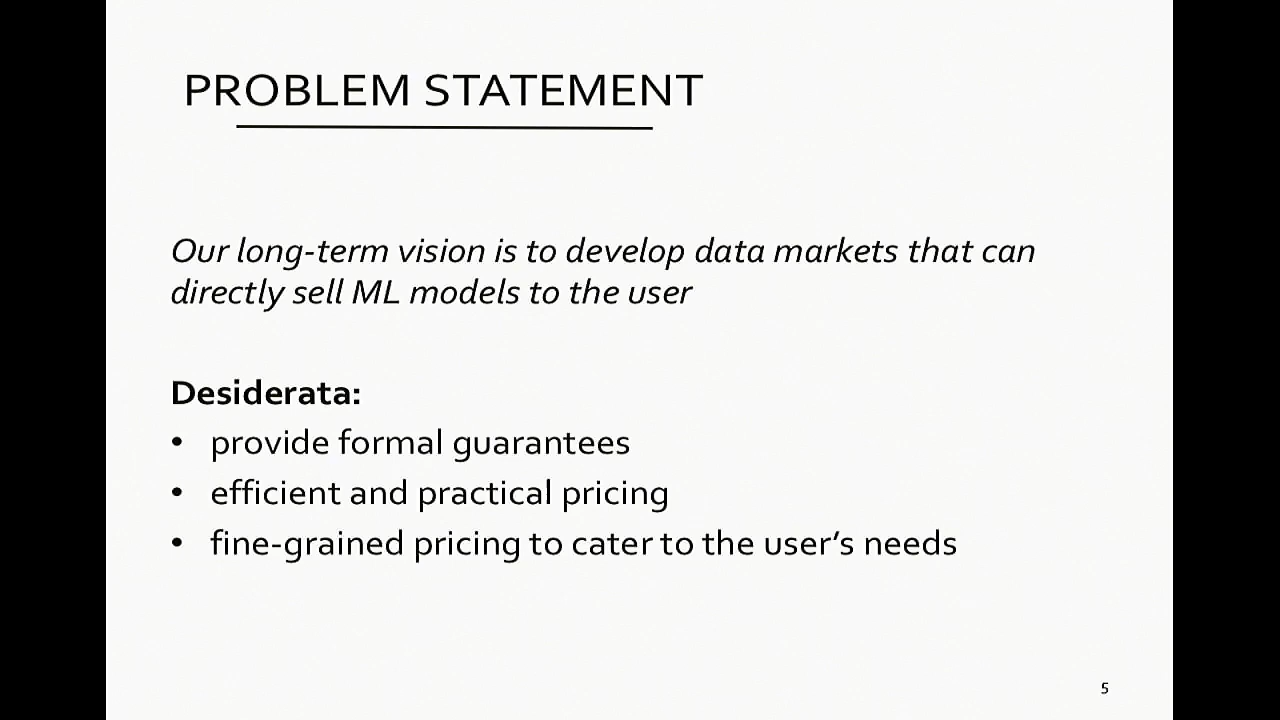 PROBLEM STATEMENT
Our long-term vision is to develop data markets that can
directly sell ML models to the user
Desiderata:
• provide formal guarantees
• efficient and practical pricing
• fine-grained pricing to cater to the user’s needs
5